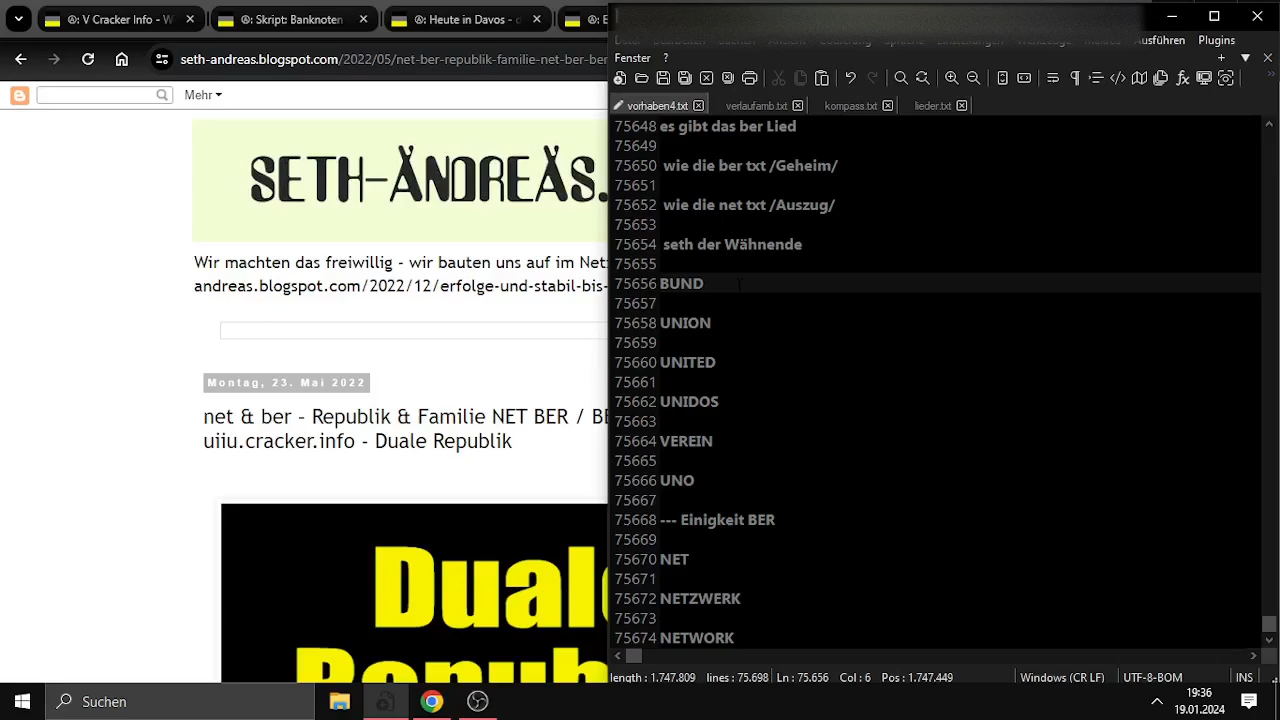 : V Cracker Info - W
: Skript: Banknoten
: Heute in Davos - d
: E
seth-andreas.blogspot.com/2022/05/net-ber-republik-familie-net-ber-ber
Mehr
SETH-ÄNDREÄS.
Wir machten das freiwillig - wir bauten uns auf im Net
andreas.blogspot.com/2022/12/erfolge-und-stabil-bis-
Montag, 23. Mai 2022
net & ber - Republik & Familie NET BER / BE
uiiu.cracker.info - Duale Republik
Duale
Republik
Ausführen Plugins
Fenster ?
vorhaben4.txt verlaufamb.txt kompass.txt lieder.txt
75648 es gibt das ber Lied
75649
75650 wie die ber txt /Geheim/
75651
75652 wie die net txt /Auszug/
75653
75654 seth der Wähnende
75655
75656 BUND
75657
75658 UNION
75659
75660 UNITED
75661
75662 UNIDOS
75663
75664 VEREIN
75665
75666 UNO
75667
75668 --- Einigkeit BER
75669
75670 NET
75671
75672 NETZWERK
75673
75674 NETWORK
length : 1.747.809 lines : 75.698 Ln : 75.656 Col : 6 Pos : 1.747.449 Windows (CR LF) UTF-8-BOM INS
Suchen
19:36
19.01.2024